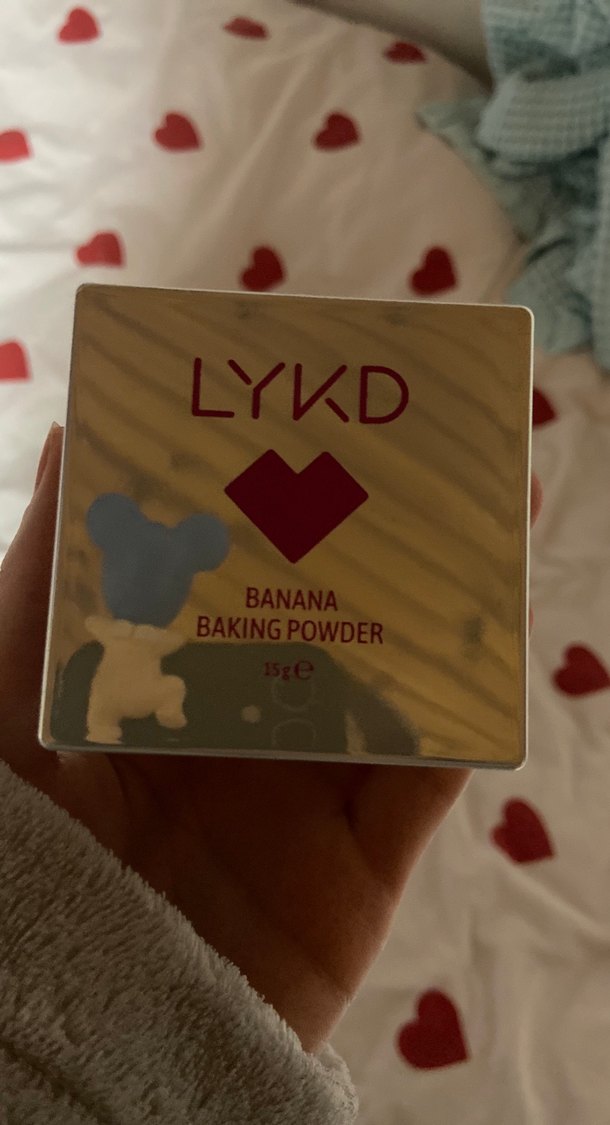 LYKD
BANANA
BAKING POWDER
15g ℮